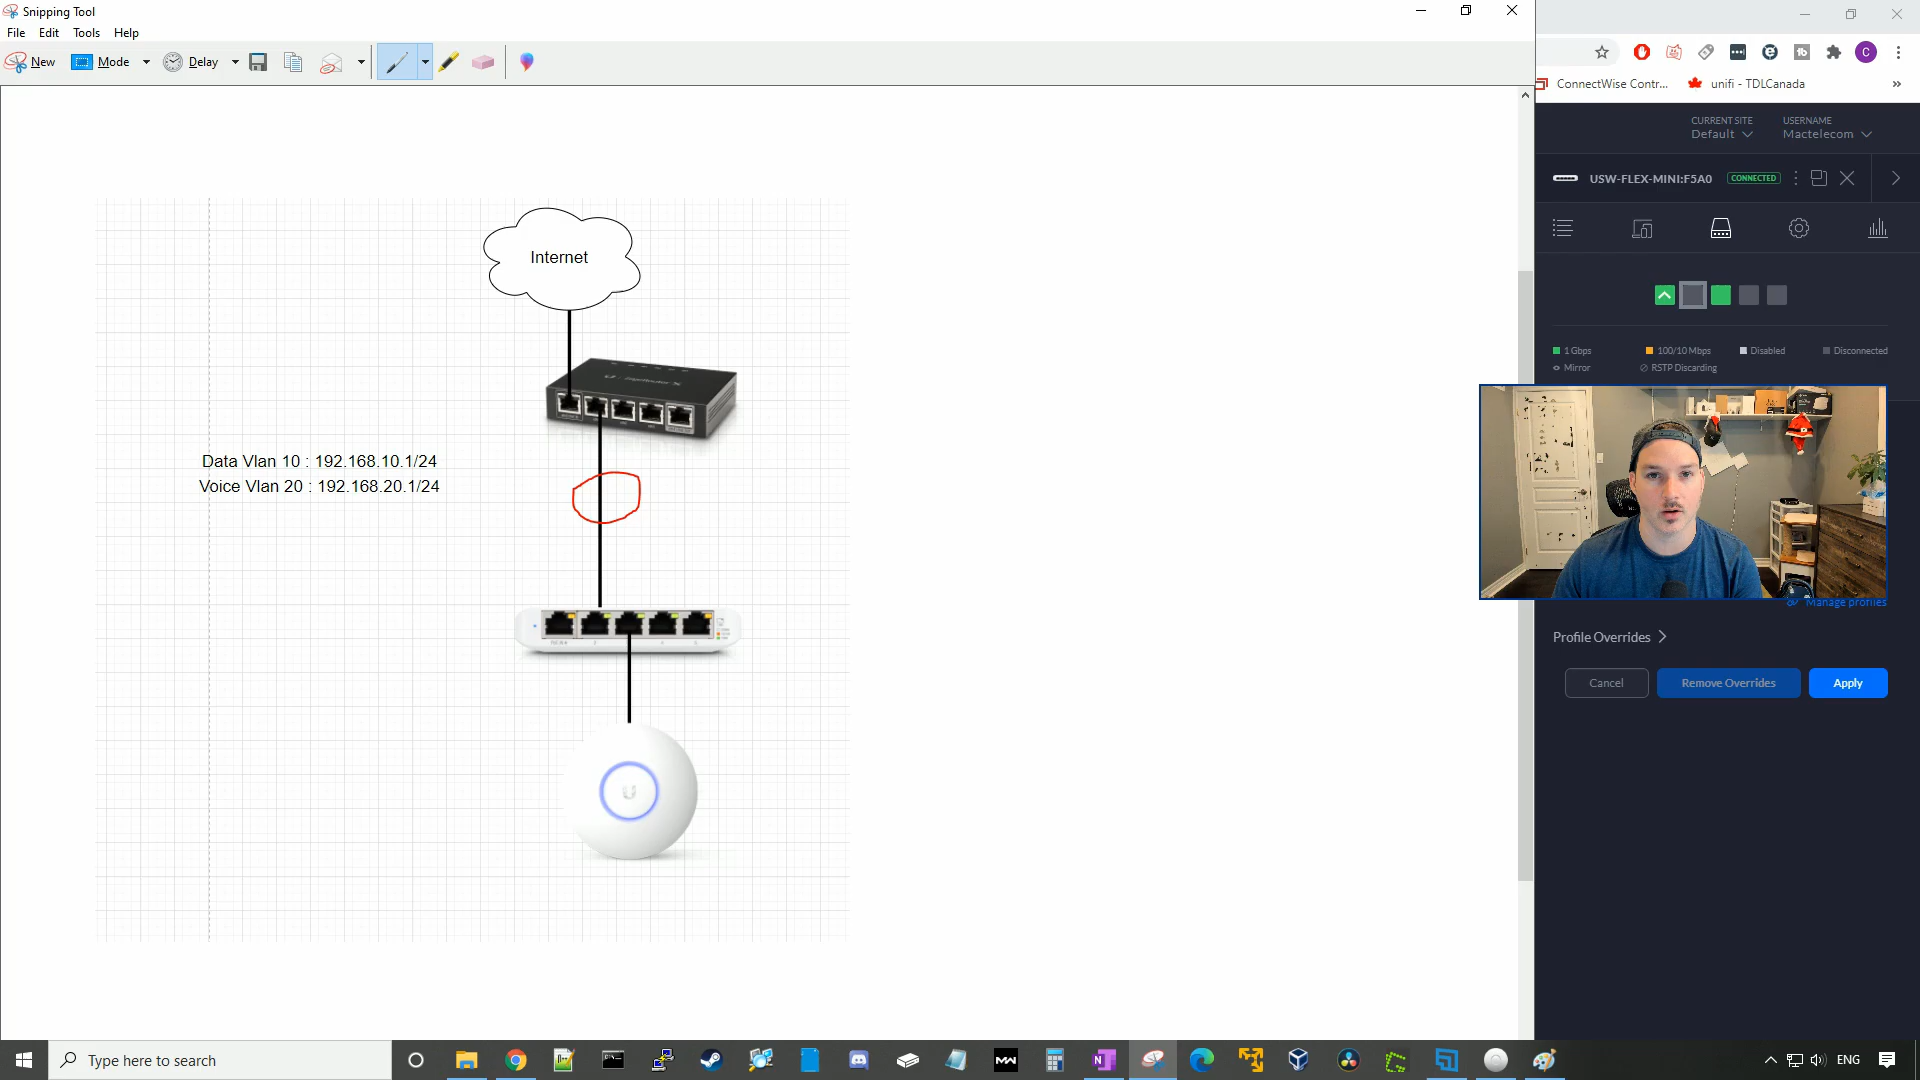 Snipping Tool
File Edit Tools Help
New Mode Delay
ConnectWise Contr... unifi - TDLCanada
CURRENT SITE USERNAME
Default Mactelecom
USW-FLEX-MINI:F5A0 CONNECTED
Internet
1 Gbps 100/10 Mbps Disabled Disconnected
Mirror RSTP Discarding
Data Vlan 10 : 192.168.10.1/24
Voice Vlan 20 : 192.168.20.1/24
Manage profiles
Profile Overrides
Cancel Remove Overrides Apply
Type here to search
ENG